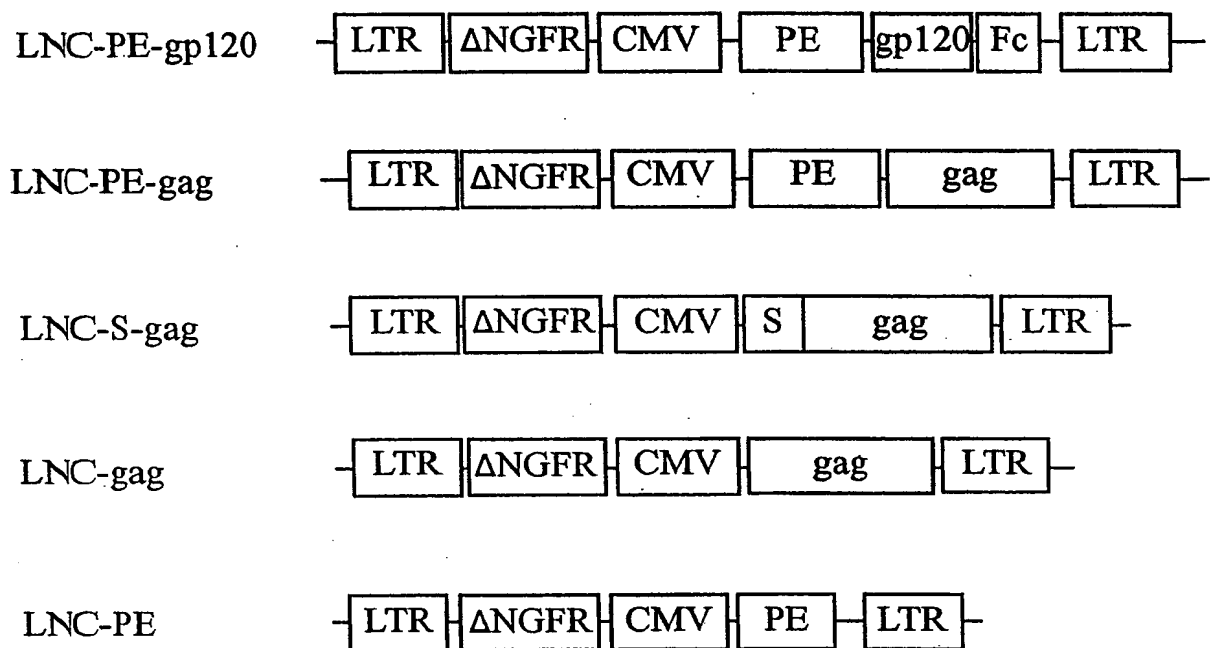 LNC-PE-gp120 LTR ΔNGFR CMV PE gp120 Fc LTR
LNC-PE-gag LTR ΔNGFR CMV PE gag LTR
LNC-S-gag LTR ΔNGFR CMV S gag LTR
LNC-gag LTR ΔNGFR CMV gag LTR
LNC-PE LTR ΔNGFR CMV PE LTR